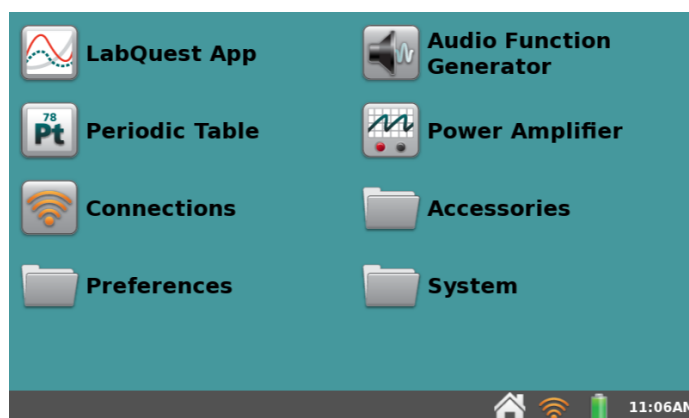 LabQuest App
Audio Function
Generator
78
Pt
Periodic Table
Power Amplifier
Connections
Accessories
Preferences
System
11:06AM